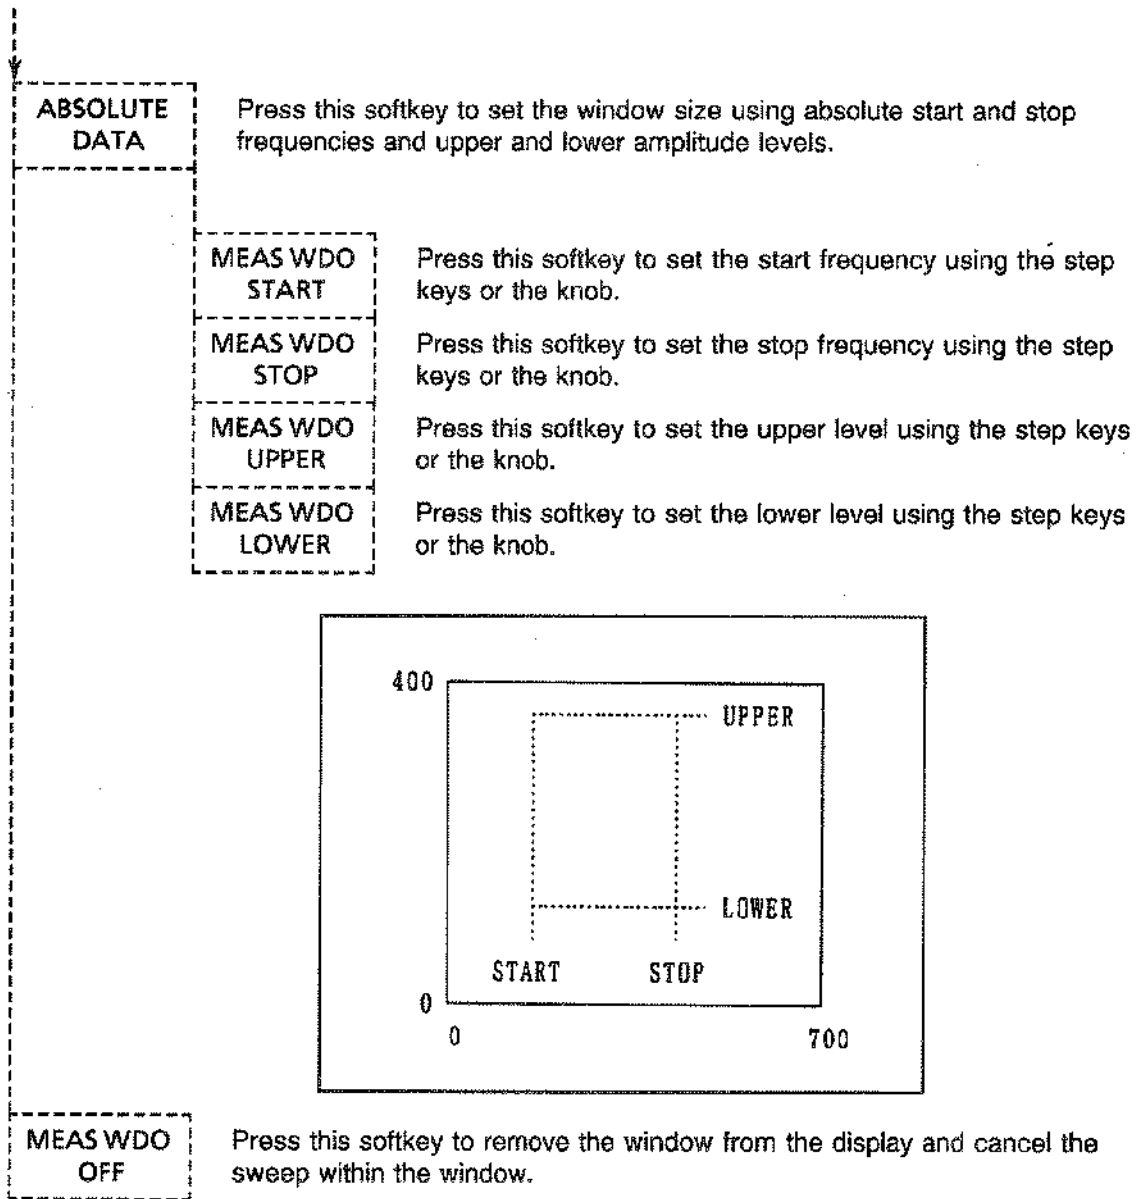 ABSOLUTE
DATA
Press this softkey to set the window size using absolute start and stop
frequencies and upper and lower amplitude levels.
MEAS WDO
START
Press this softkey to set the start frequency using the step
keys or the knob.
MEAS WDO
STOP
Press this softkey to set the stop frequency using the step
keys or the knob.
MEAS WDO
UPPER
Press this softkey to set the upper level using the step keys
or the knob.
MEAS WDO
LOWER
Press this softkey to set the lower level using the step keys
or the knob.
400
UPPER
LOWER
START STOP
0
0 700
MEAS WDO
OFF
Press this softkey to remove the window from the display and cancel the
sweep within the window.